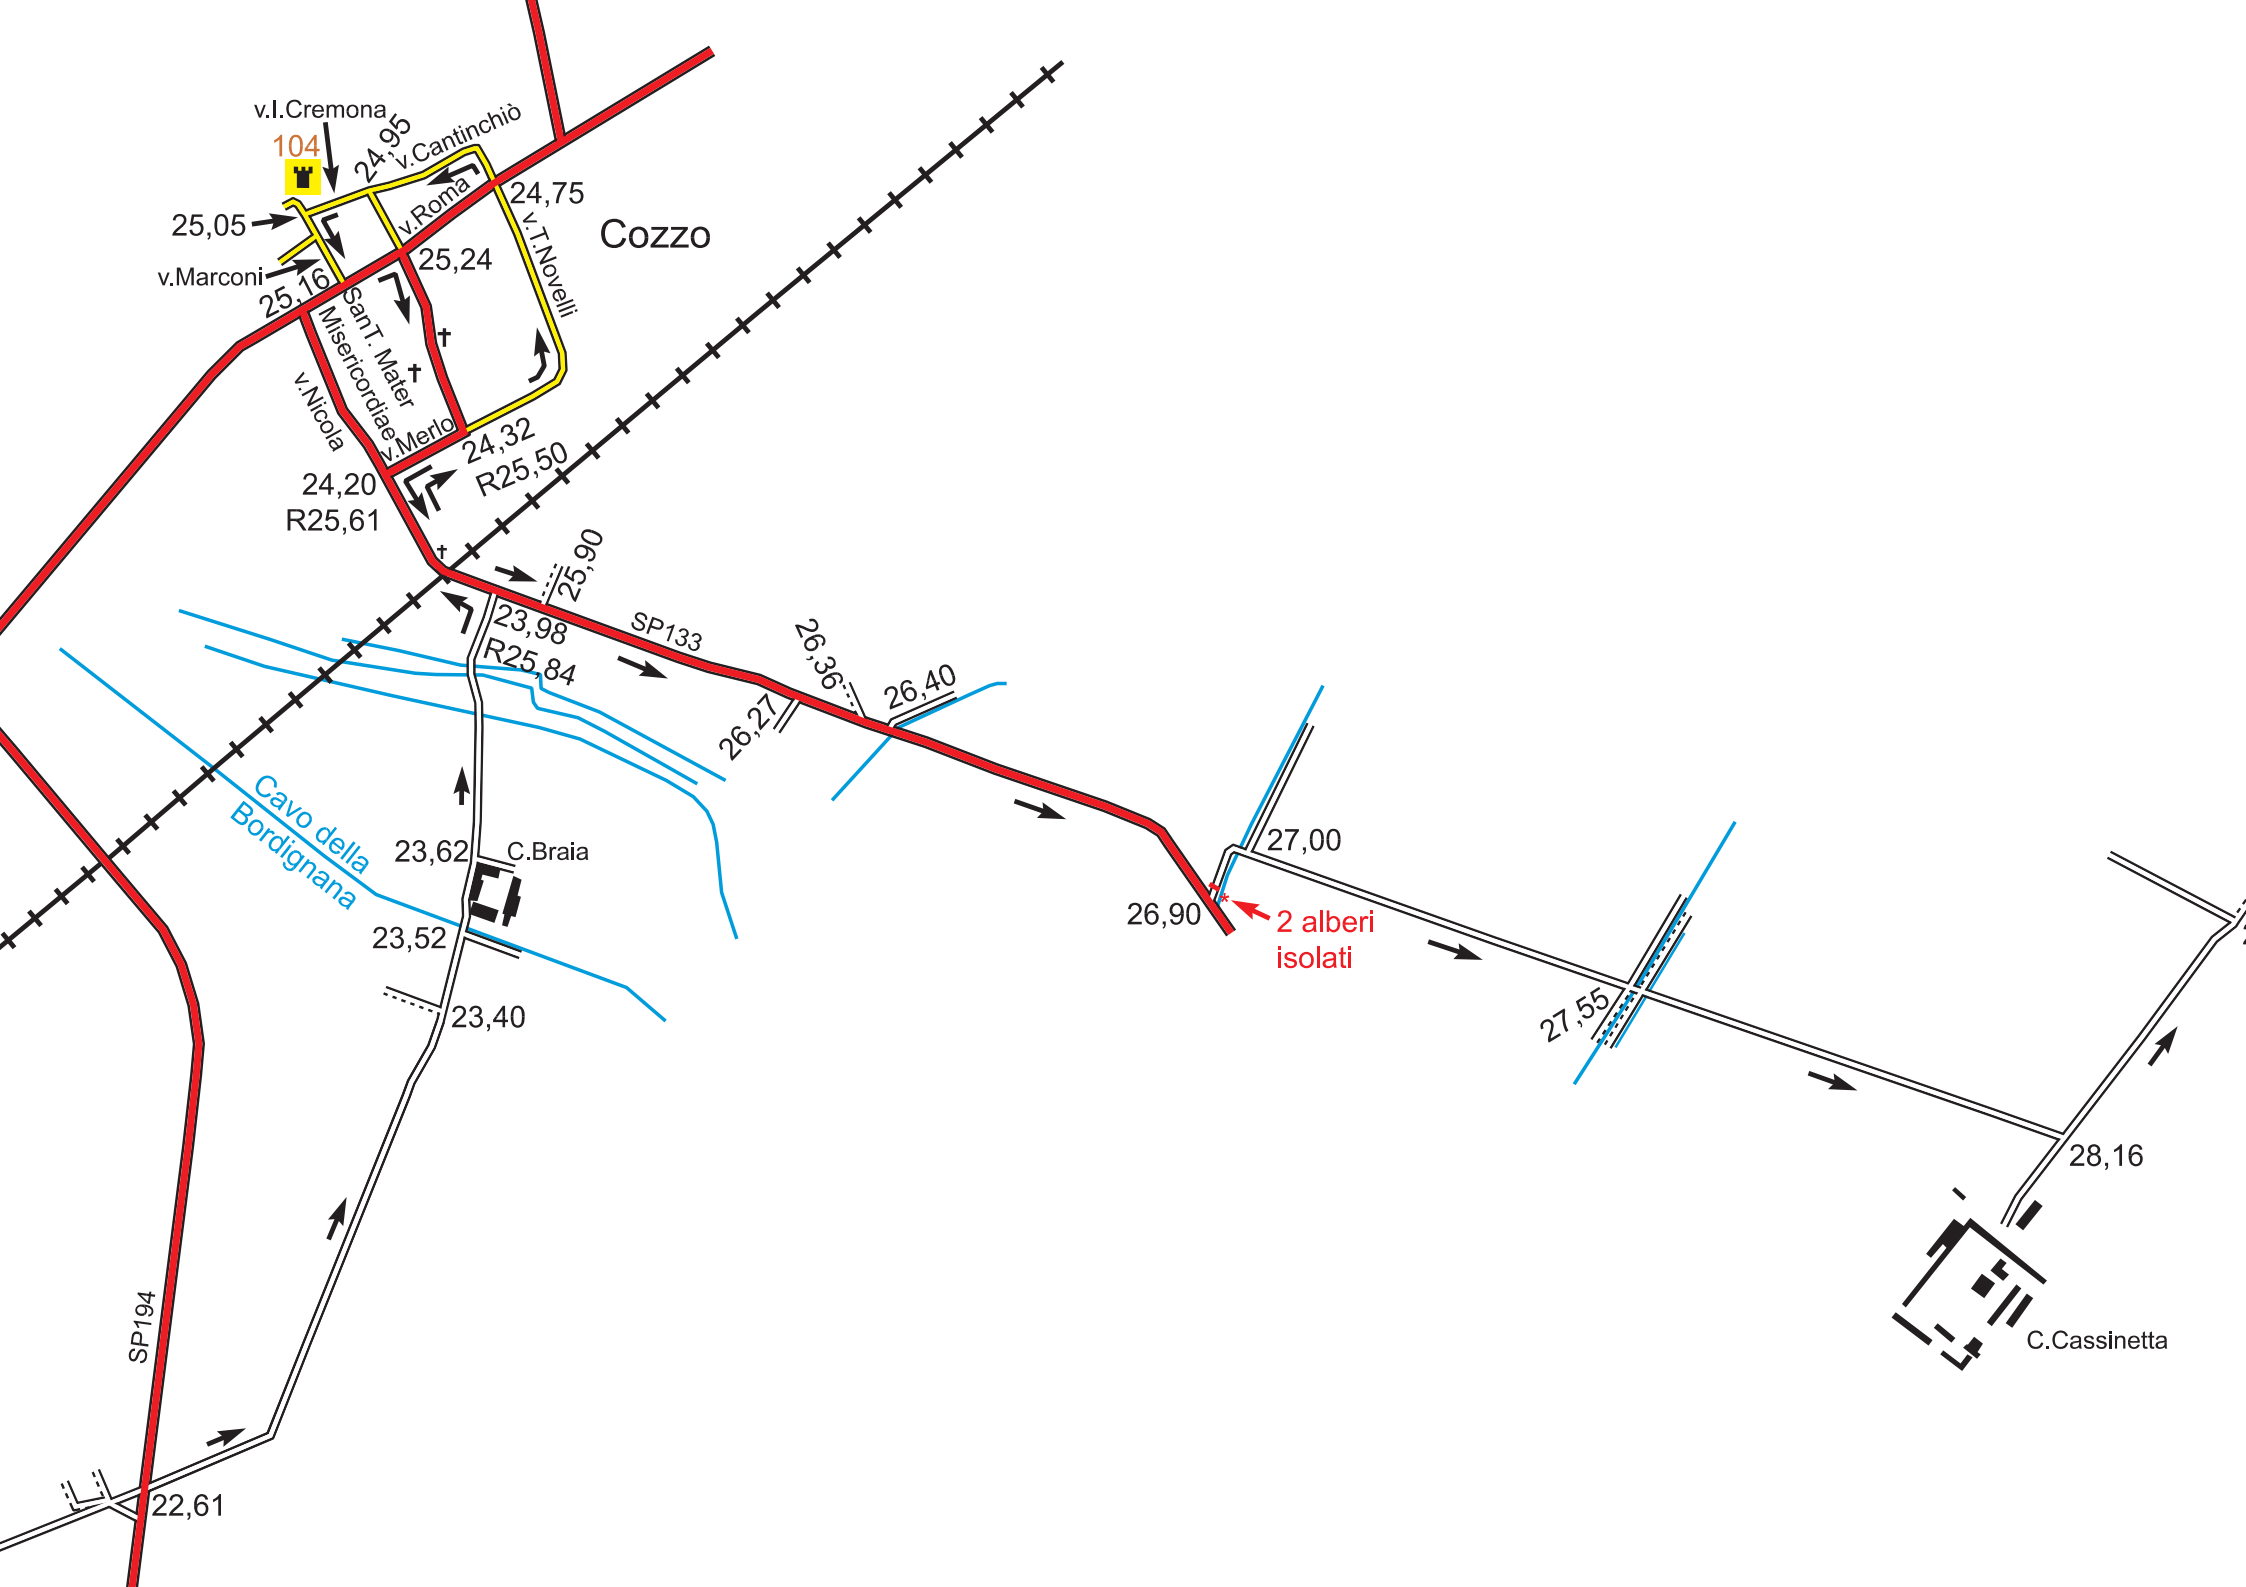 v.I.Cremona
104
24,95
v.Cantinchiò
v.Roma
24,75
25,05
v.T.Novelli
Cozzo
25,24
v.Marconi
25,16
SanT. Mater
Misericordiae
v.Nicola
v.Merlo
24,32
R25,50
24,20
R25,61
25,90
23,98
R25,84
SP133
26,36
26,40
26,27
Cavo della
Bordignana
23,62
C.Braia
27,00
26,90
2 alberi
isolati
23,52
23,40
27,55
28,16
C.Cassinetta
SP194
22,61